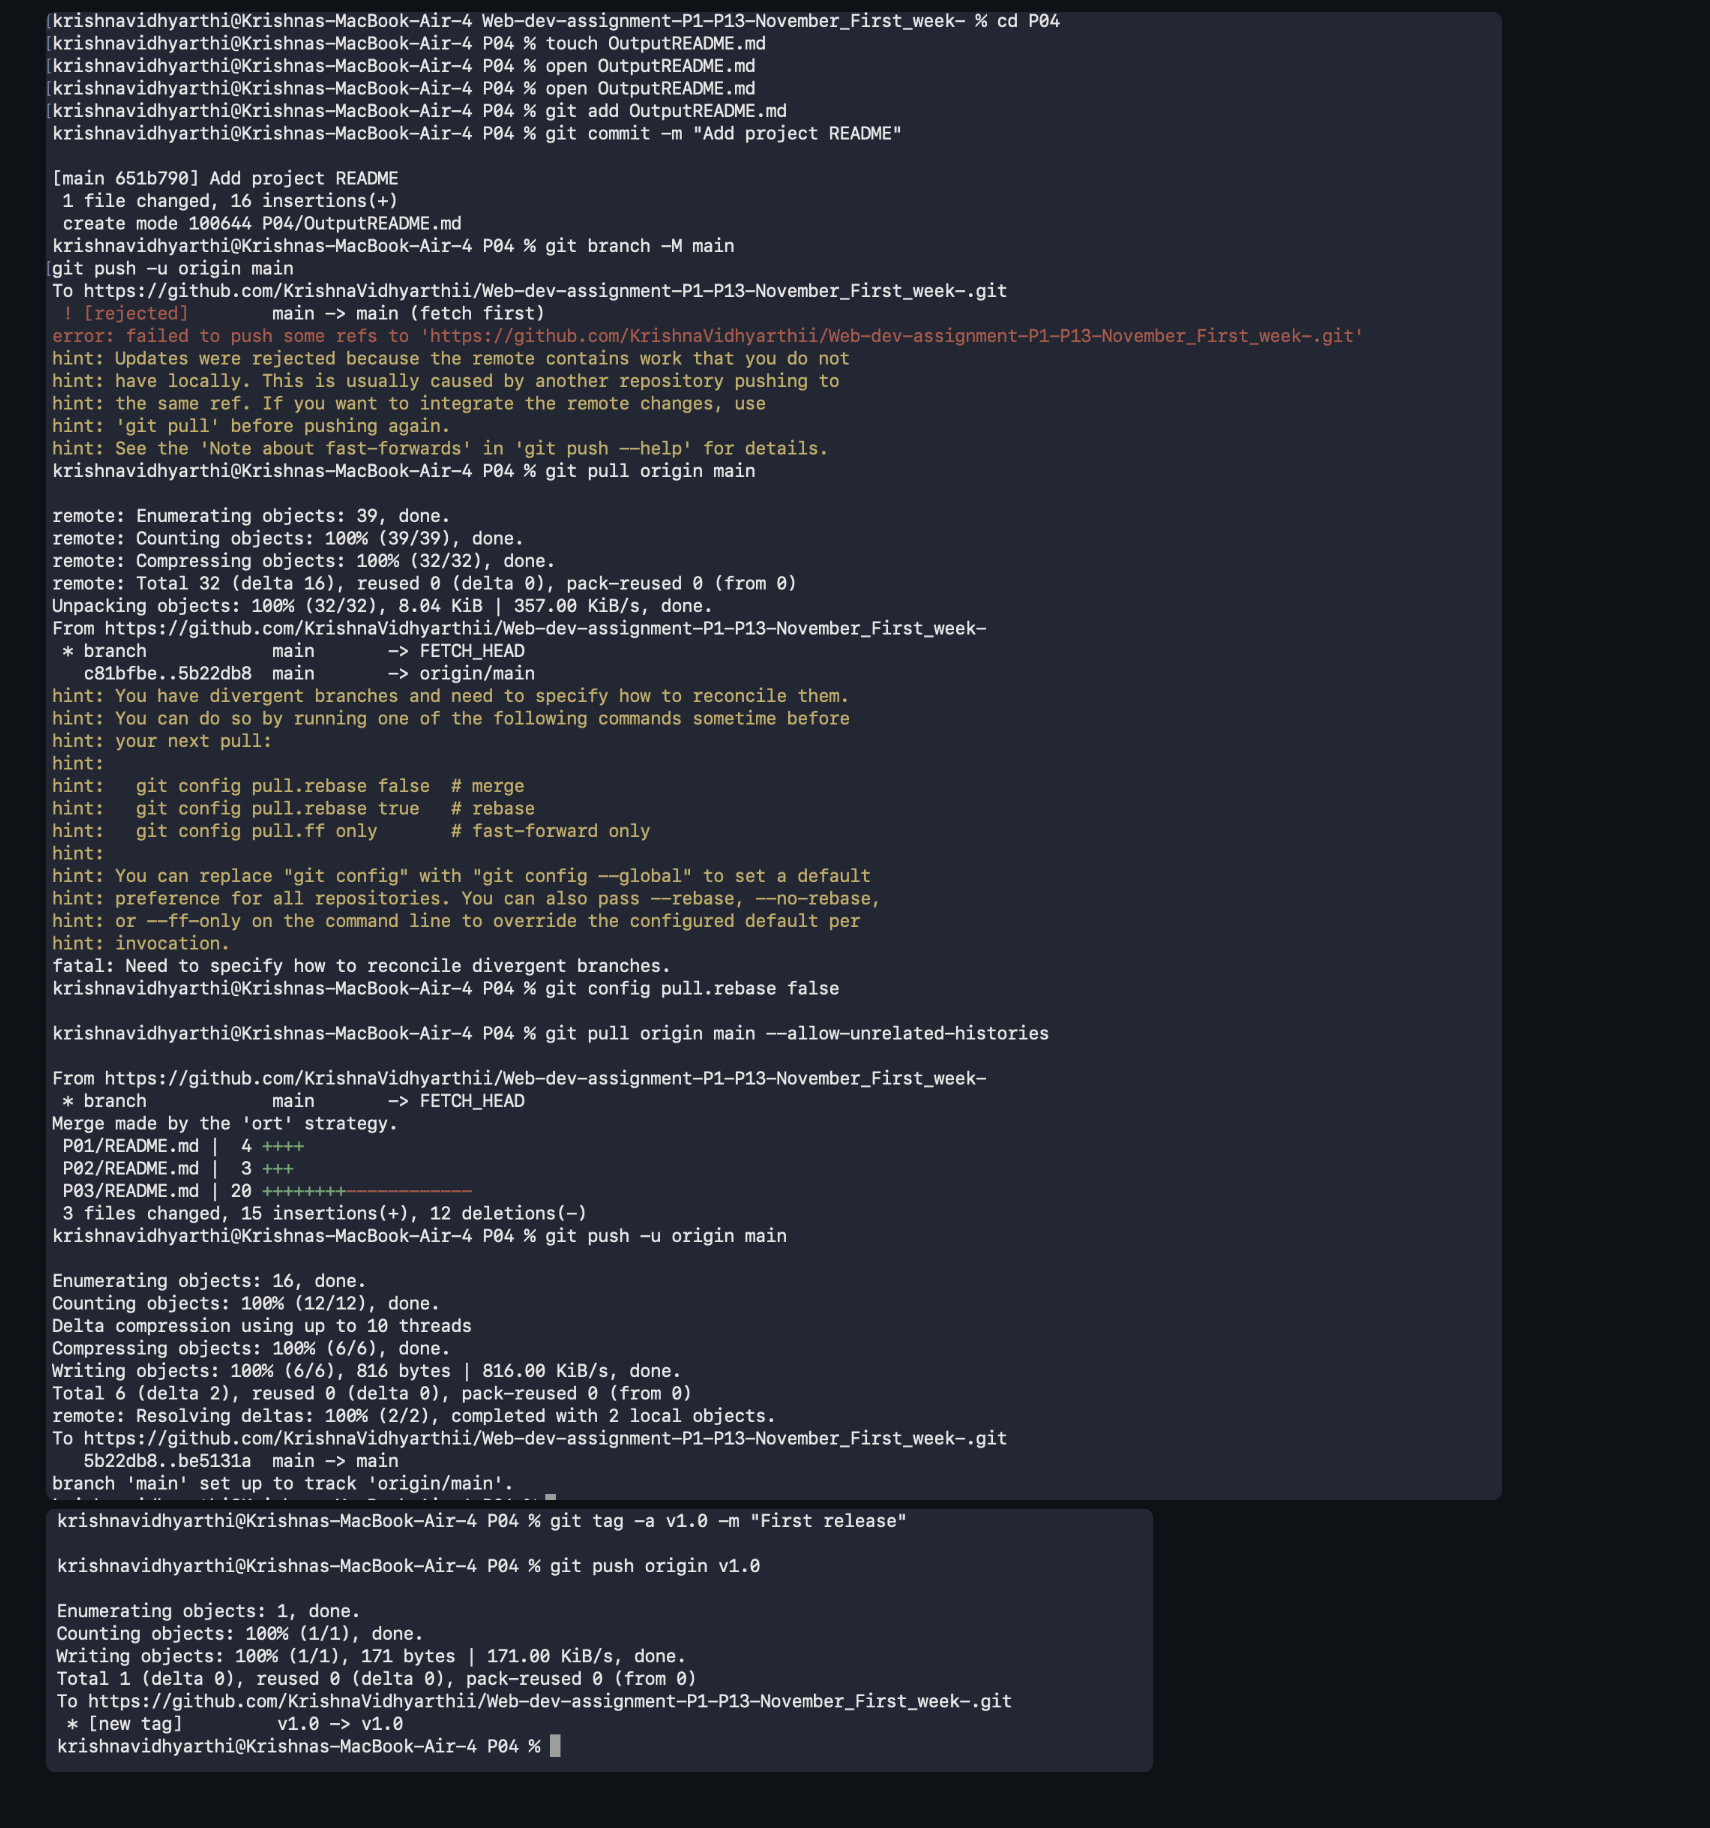 [krishnavidhyarthi@Krishnas-MacBook-Air-4 Web-dev-assignment-P1-P13-November_First_week- % cd P04
[krishnavidhyarthi@Krishnas-MacBook-Air-4 P04 % touch OutputREADME.md
[krishnavidhyarthi@Krishnas-MacBook-Air-4 P04 % open OutputREADME.md
[krishnavidhyarthi@Krishnas-MacBook-Air-4 P04 % open OutputREADME.md
[krishnavidhyarthi@Krishnas-MacBook-Air-4 P04 % git add OutputREADME.md
krishnavidhyarthi@Krishnas-MacBook-Air-4 P04 % git commit -m "Add project README"
[main 651b790] Add project README
1 file changed, 16 insertions(+)
create mode 100644 P04/OutputREADME.md
krishnavidhyarthi@Krishnas-MacBook-Air-4 P04 % git branch -M main
[git push -u origin main
To https://github.com/KrishnaVidhyarthii/Web-dev-assignment-P1-P13-November_First_week-.git
! [rejected]        main -> main (fetch first)
error: failed to push some refs to 'https://github.com/KrishnaVidhyarthii/Web-dev-assignment-P1-P13-November_First_week-.git'
hint: Updates were rejected because the remote contains work that you do not
hint: have locally. This is usually caused by another repository pushing to
hint: the same ref. If you want to integrate the remote changes, use
hint: 'git pull' before pushing again.
hint: See the 'Note about fast-forwards' in 'git push --help' for details.
krishnavidhyarthi@Krishnas-MacBook-Air-4 P04 % git pull origin main
remote: Enumerating objects: 39, done.
remote: Counting objects: 100% (39/39), done.
remote: Compressing objects: 100% (32/32), done.
remote: Total 32 (delta 16), reused 0 (delta 0), pack-reused 0 (from 0)
Unpacking objects: 100% (32/32), 8.04 KiB | 357.00 KiB/s, done.
From https://github.com/KrishnaVidhyarthii/Web-dev-assignment-P1-P13-November_First_week-
* branch            main       -> FETCH_HEAD
c81bfbe..5b22db8  main       -> origin/main
hint: You have divergent branches and need to specify how to reconcile them.
hint: You can do so by running one of the following commands sometime before
hint: your next pull:
hint:
hint:   git config pull.rebase false  # merge
hint:   git config pull.rebase true   # rebase
hint:   git config pull.ff only       # fast-forward only
hint:
hint: You can replace "git config" with "git config --global" to set a default
hint: preference for all repositories. You can also pass --rebase, --no-rebase,
hint: or --ff-only on the command line to override the configured default per
hint: invocation.
fatal: Need to specify how to reconcile divergent branches.
krishnavidhyarthi@Krishnas-MacBook-Air-4 P04 % git config pull.rebase false
krishnavidhyarthi@Krishnas-MacBook-Air-4 P04 % git pull origin main --allow-unrelated-histories
From https://github.com/KrishnaVidhyarthii/Web-dev-assignment-P1-P13-November_First_week-
* branch            main       -> FETCH_HEAD
Merge made by the 'ort' strategy.
P01/README.md |  4 ++++
P02/README.md |  3 +++
P03/README.md | 20 ++++++++------------
3 files changed, 15 insertions(+), 12 deletions(-)
krishnavidhyarthi@Krishnas-MacBook-Air-4 P04 % git push -u origin main
Enumerating objects: 16, done.
Counting objects: 100% (12/12), done.
Delta compression using up to 10 threads
Compressing objects: 100% (6/6), done.
Writing objects: 100% (6/6), 816 bytes | 816.00 KiB/s, done.
Total 6 (delta 2), reused 0 (delta 0), pack-reused 0 (from 0)
remote: Resolving deltas: 100% (2/2), completed with 2 local objects.
To https://github.com/KrishnaVidhyarthii/Web-dev-assignment-P1-P13-November_First_week-.git
5b22db8..be5131a  main -> main
branch 'main' set up to track 'origin/main'.
krishnavidhyarthi@Krishnas-MacBook-Air-4 P04 % git tag -a v1.0 -m "First release"
krishnavidhyarthi@Krishnas-MacBook-Air-4 P04 % git push origin v1.0
Enumerating objects: 1, done.
Counting objects: 100% (1/1), done.
Writing objects: 100% (1/1), 171 bytes | 171.00 KiB/s, done.
Total 1 (delta 0), reused 0 (delta 0), pack-reused 0 (from 0)
To https://github.com/KrishnaVidhyarthii/Web-dev-assignment-P1-P13-November_First_week-.git
* [new tag]         v1.0 -> v1.0
krishnavidhyarthi@Krishnas-MacBook-Air-4 P04 %